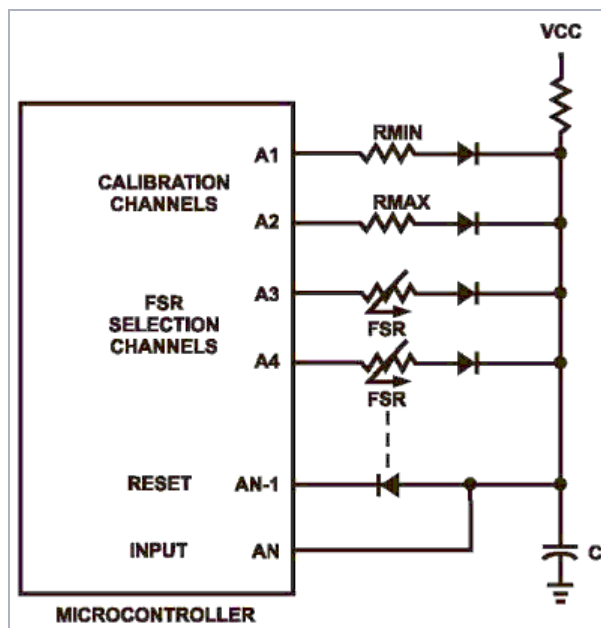 VCC
RMIN
A1
CALIBRATION
CHANNELS
RMAX
A2
A3
FSR
SELECTION
CHANNELS
FSR
A4
FSR
RESET
AN-1
INPUT
AN
C
MICROCONTROLLER